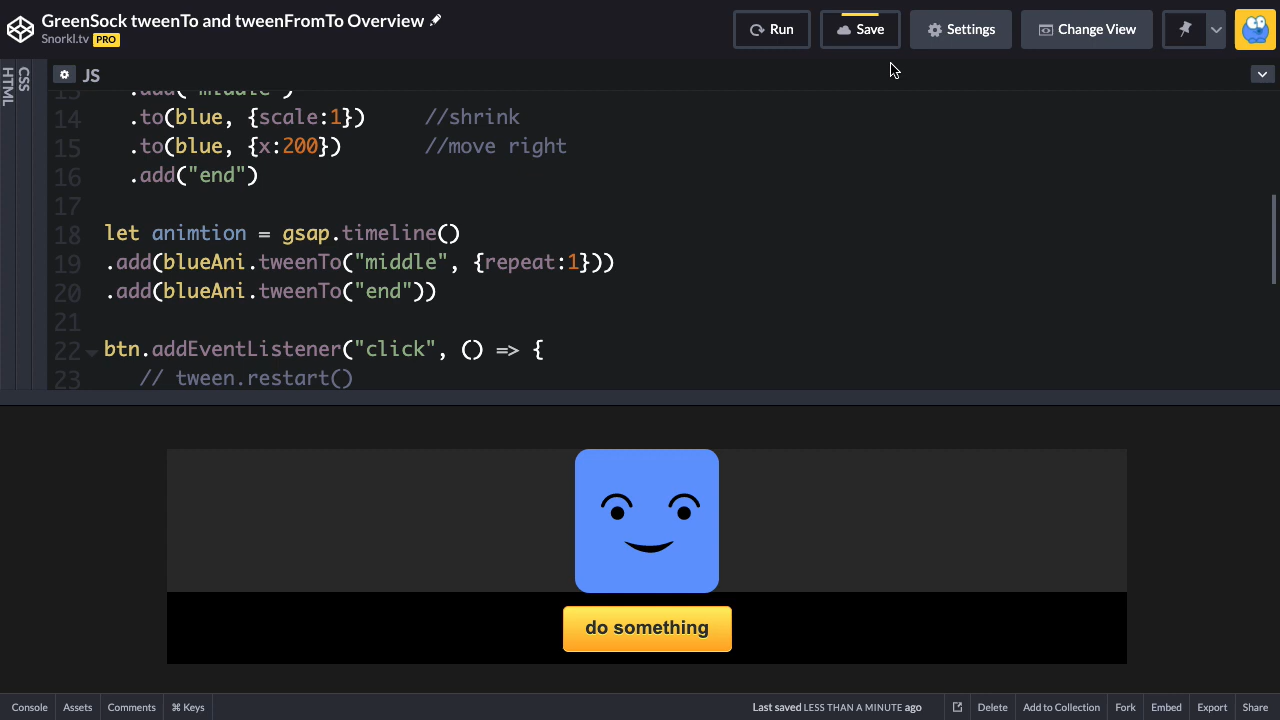 GreenSock tweenTo and tweenFromTo Overview
Snorkl.tv PRO
Run
Save
Settings
Change View
HTML
CSS
JS
13 .add("middle")
14 .to(blue, {scale:1}) //shrink
15 .to(blue, {x:200}) //move right
16 .add("end")
17
18 let animtion = gsap.timeline()
19 .add(blueAni.tweenTo("middle", {repeat:1}))
20 .add(blueAni.tweenTo("end"))
21
22 btn.addEventListener("click", () => {
23 // tween.restart()
do something
Console Assets Comments ⌘ Keys Last saved LESS THAN A MINUTE ago Delete Add to Collection Fork Embed Export Share